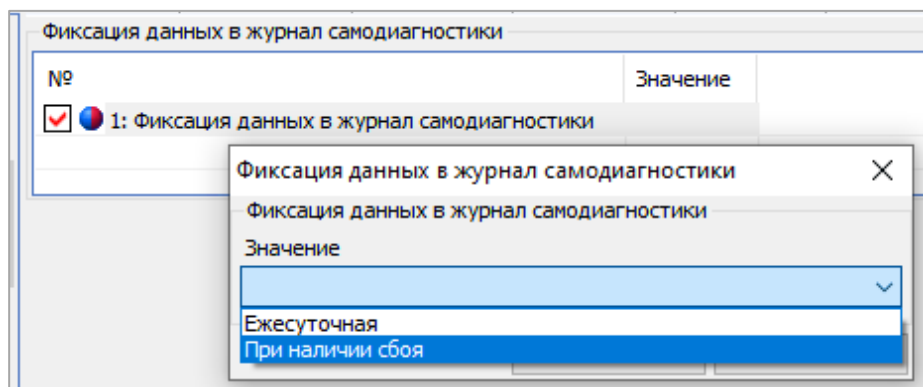 Фиксация данных в журнал самодиагностики
№ Значение
1: Фиксация данных в журнал самодиагностики
Фиксация данных в журнал самодиагностики
Фиксация данных в журнал самодиагностики
Значение
Ежесуточная
При наличии сбоя